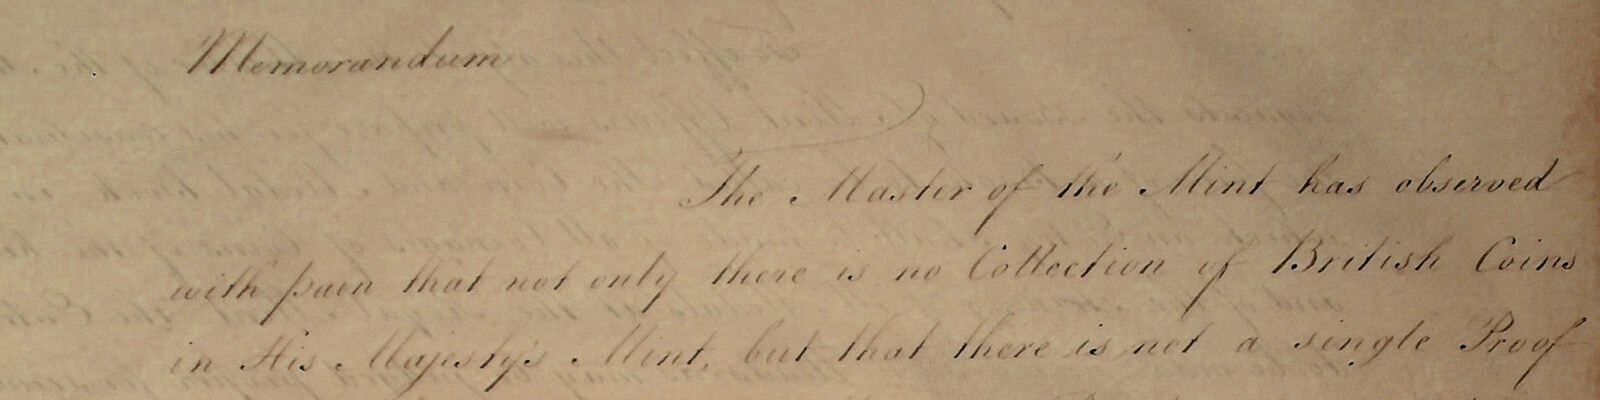 Memorandum
The Master of the Mint has observed
with pain that not only there is no Collection of British Coins
in His Majesty's Mint, but that there is not a single Proof